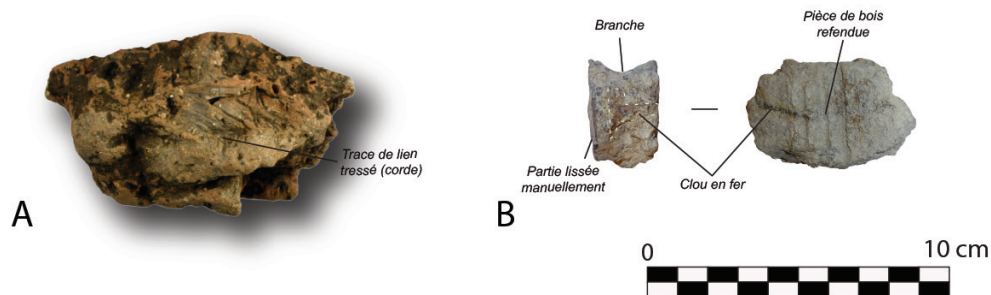 Trace de lien
tressé (corde)
A
Branche
Pièce de bois
refendue
Partie lissée
manuellement
Clou en fer
B
0
10 cm